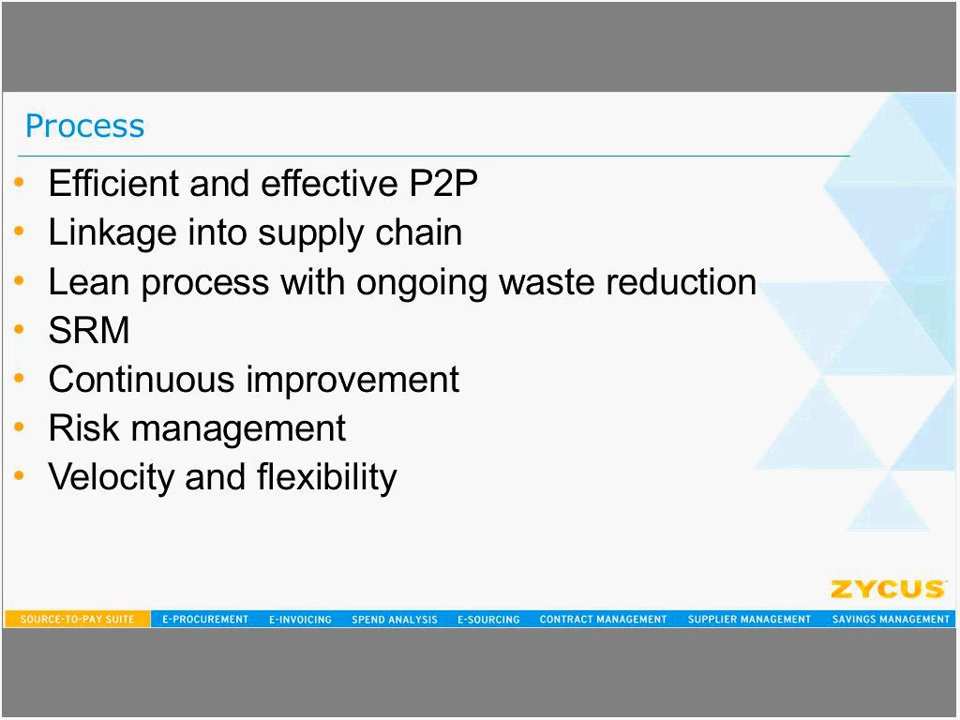 Process
• Efficient and effective P2P
• Linkage into supply chain
• Lean process with ongoing waste reduction
• SRM
• Continuous improvement
• Risk management
• Velocity and flexibility
ZYCUS
SOURCE-TO-PAY SUITE E-PROCUREMENT E-INVOICING SPEND ANALYSIS E-SOURCING CONTRACT MANAGEMENT SUPPLIER MANAGEMENT SAVINGS MANAGEMENT